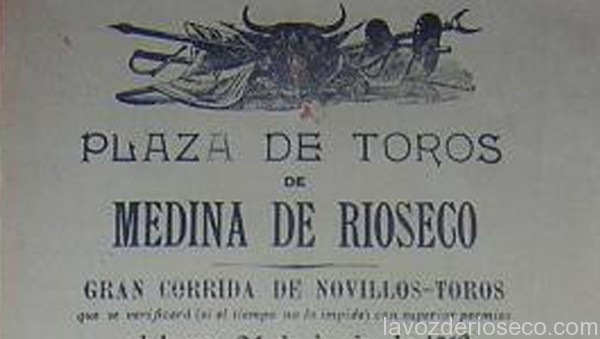 PLAZA DE TOROS
DE
MEDINA DE RIOSECO
GRAN CORRIDA DE NOVILLOS-TOROS
que se verificará (si el tiempo no lo impide) con superior permiso
lavozderioseco.com